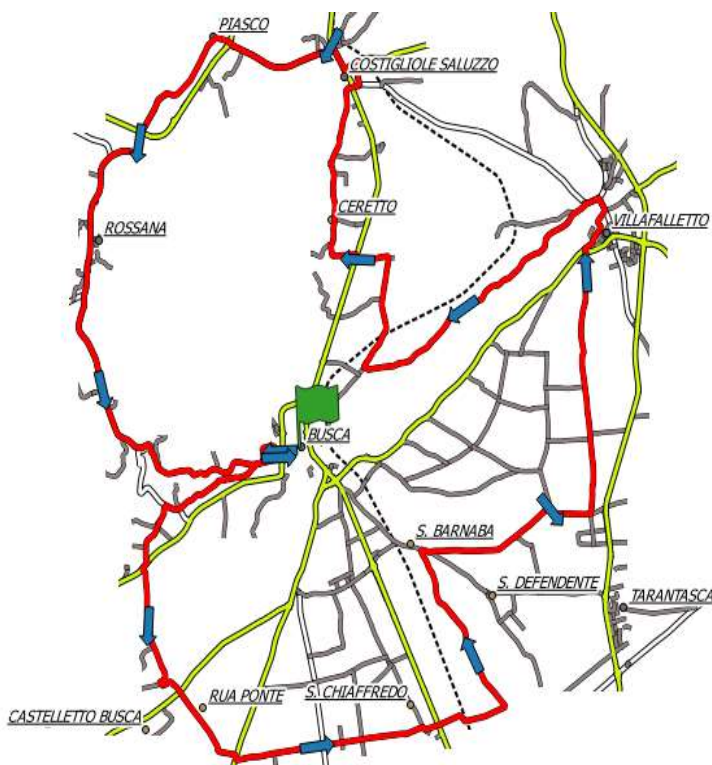 PIASCO
COSTIGLIOLE SALUZZO
CERETTO
VILLAFALLETTO
ROSSANA
BUSCA
S. BARNABA
S. DEFENDENTE
TARANTASCA
RUA PONTE
S. CHIAFFREDO
CASTELLETTO BUSCA